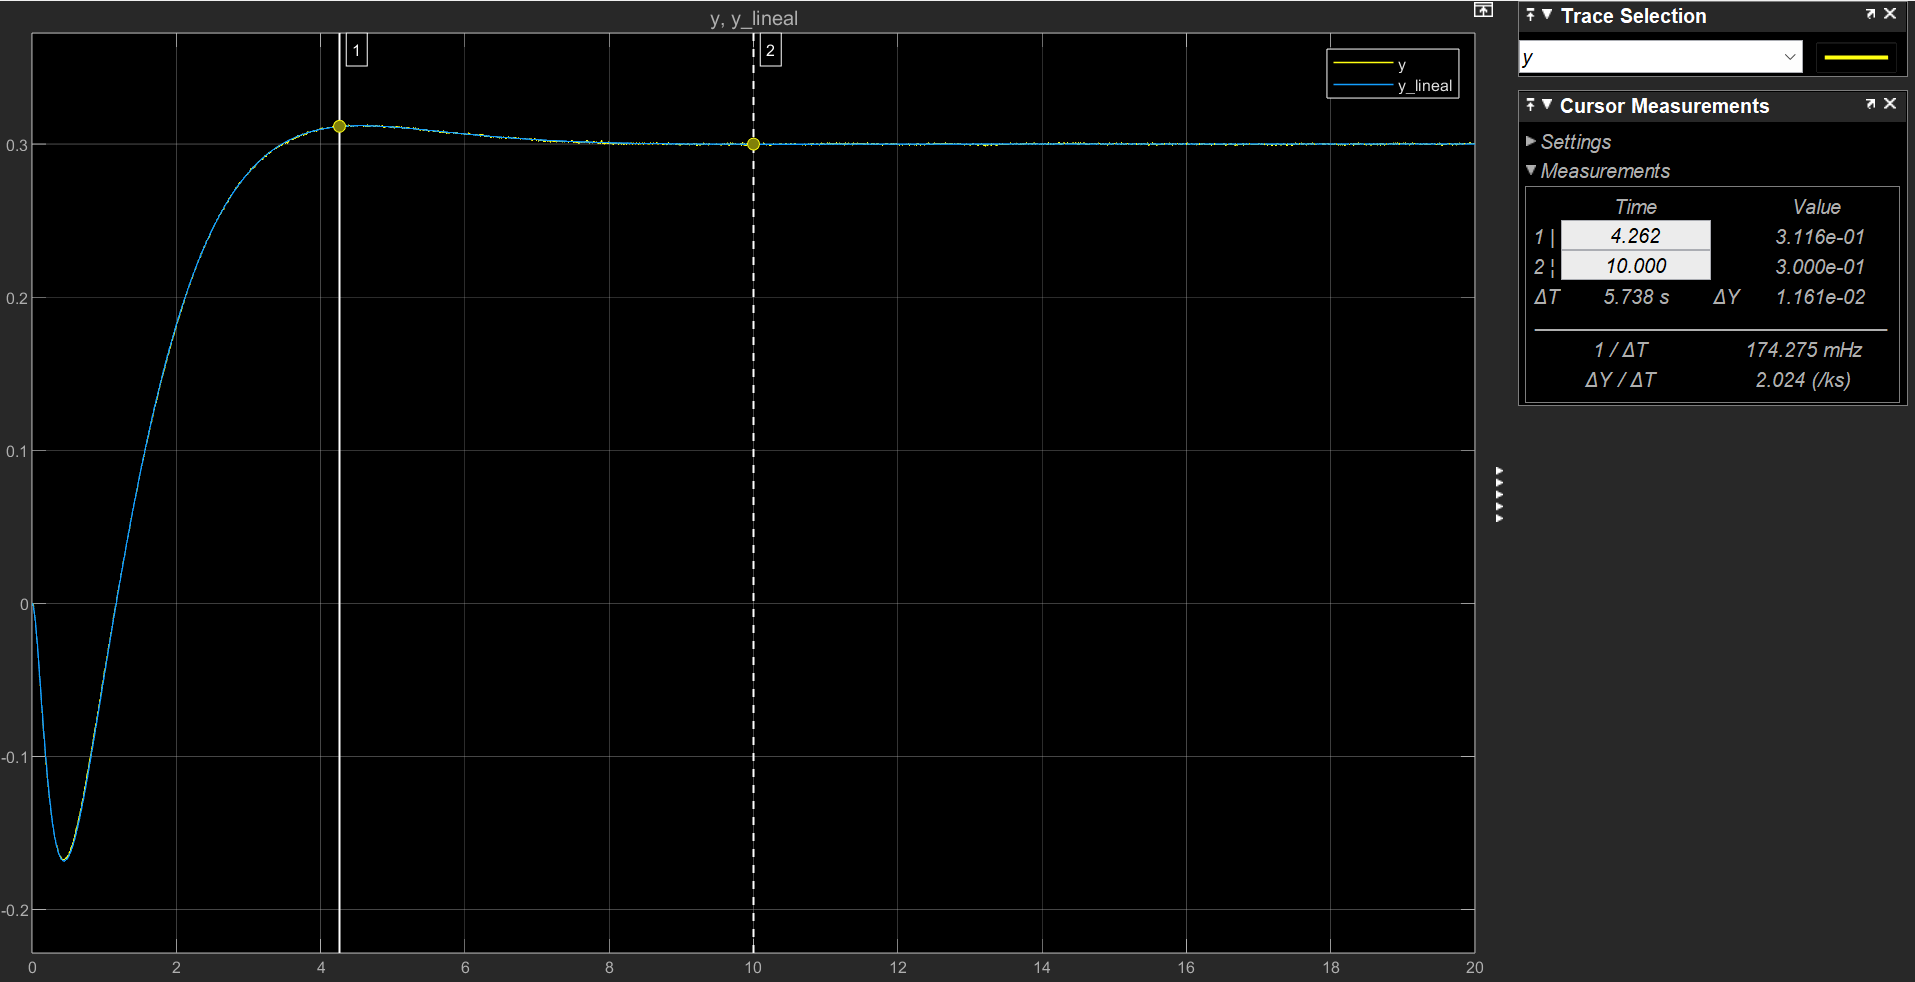 y, y_lineal
1
2
y
y_lineal
0.3
0.2
0.1
0
-0.1
-0.2
0 2 4 6 8 10 12 14 16 18 20
Trace Selection
y
Cursor Measurements
Settings
Measurements
Time Value
1 | 4.262 3.116e-01
2 ¦ 10.000 3.000e-01
ΔT 5.738 s ΔY 1.161e-02
1 / ΔT 174.275 mHz
ΔY / ΔT 2.024 (/ks)